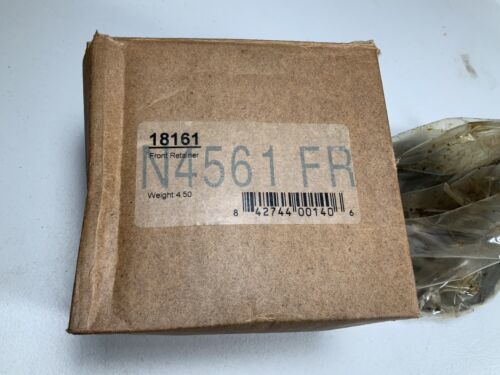 18161
Front Retainer
N4561 FR
Weight 4.50
8 42744 00140 6